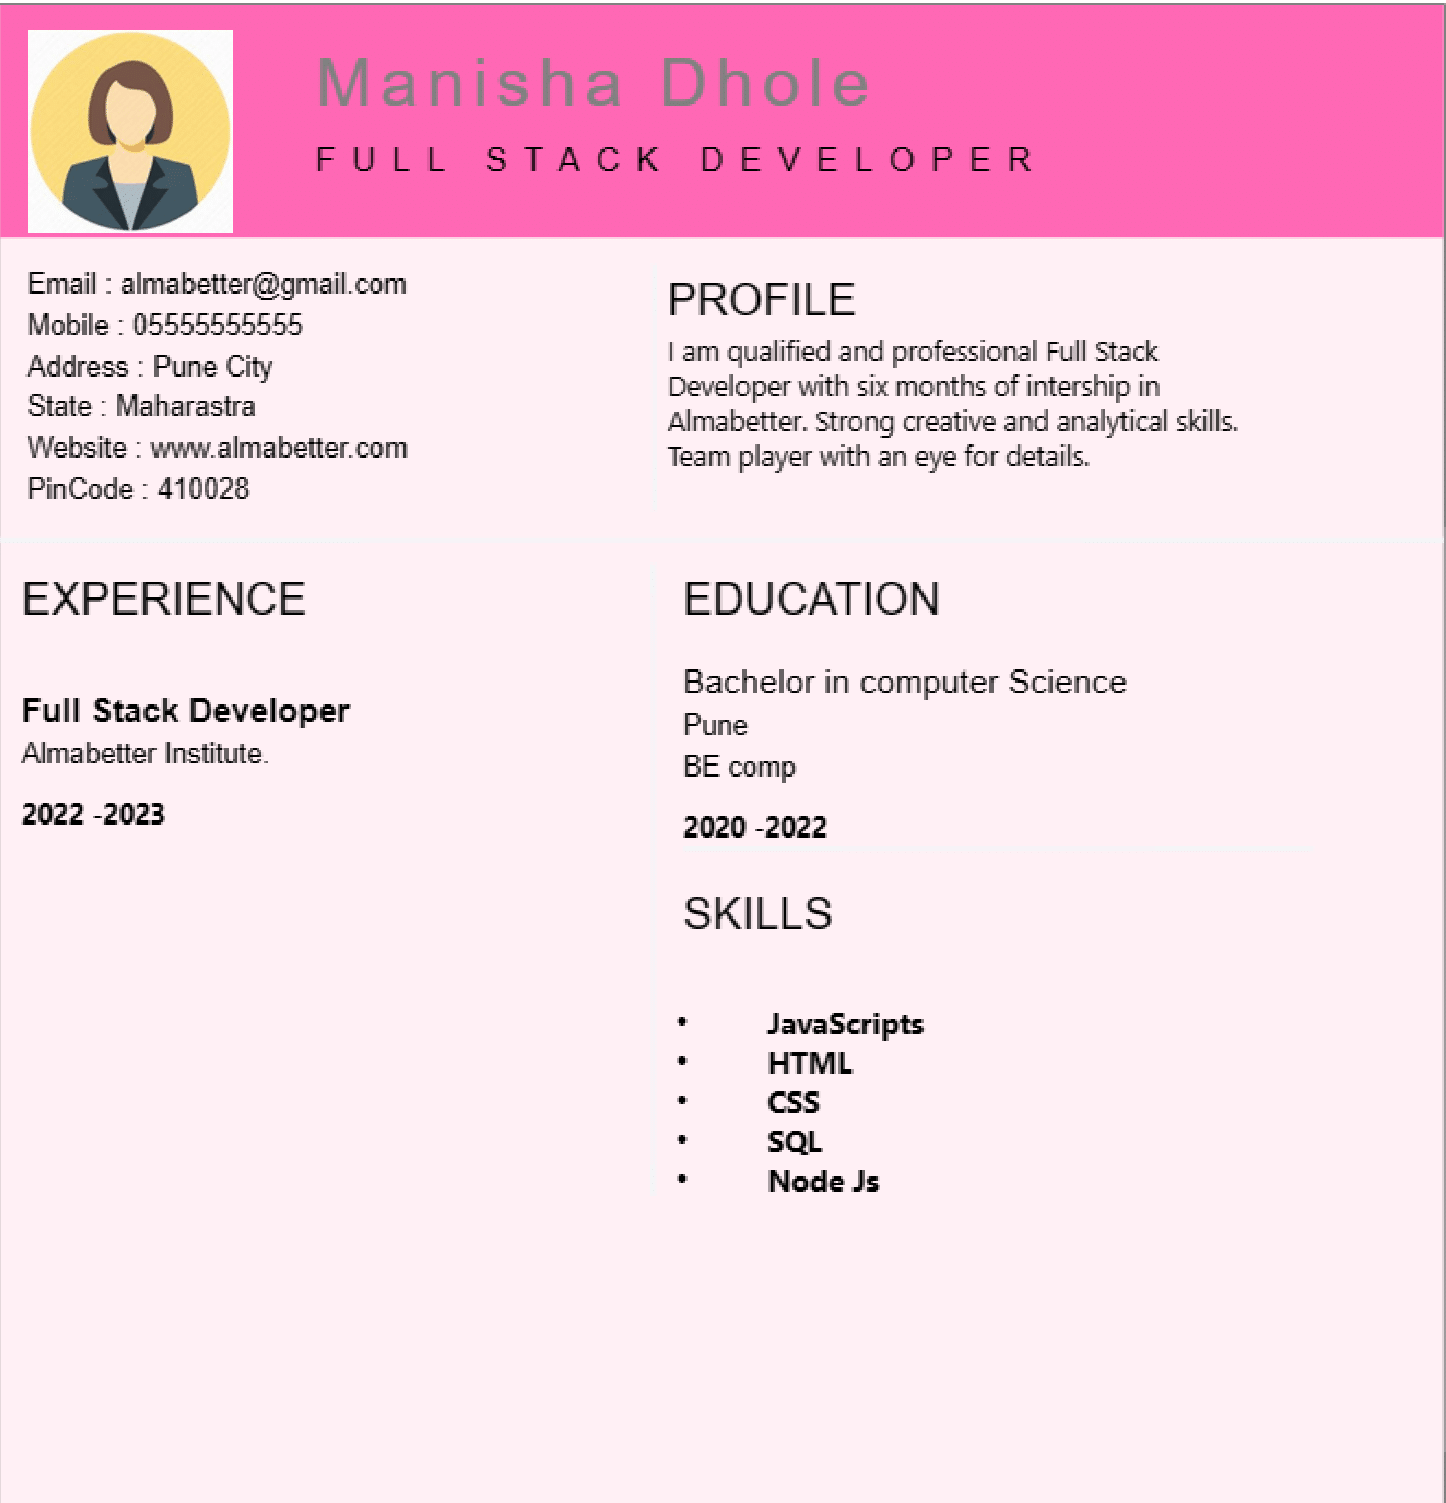 Manisha Dhole
FULL STACK DEVELOPER
Email : almabetter@gmail.com
Mobile : 05555555555
Address : Pune City
State : Maharastra
Website : www.almabetter.com
PinCode : 410028
PROFILE
I am qualified and professional Full Stack
Developer with six months of intership in
Almabetter. Strong creative and analytical skills.
Team player with an eye for details.
EXPERIENCE
Full Stack Developer
Almabetter Institute.
2022 -2023
EDUCATION
Bachelor in computer Science
Pune
BE comp
2020 -2022
SKILLS
• JavaScripts
• HTML
• CSS
• SQL
• Node Js